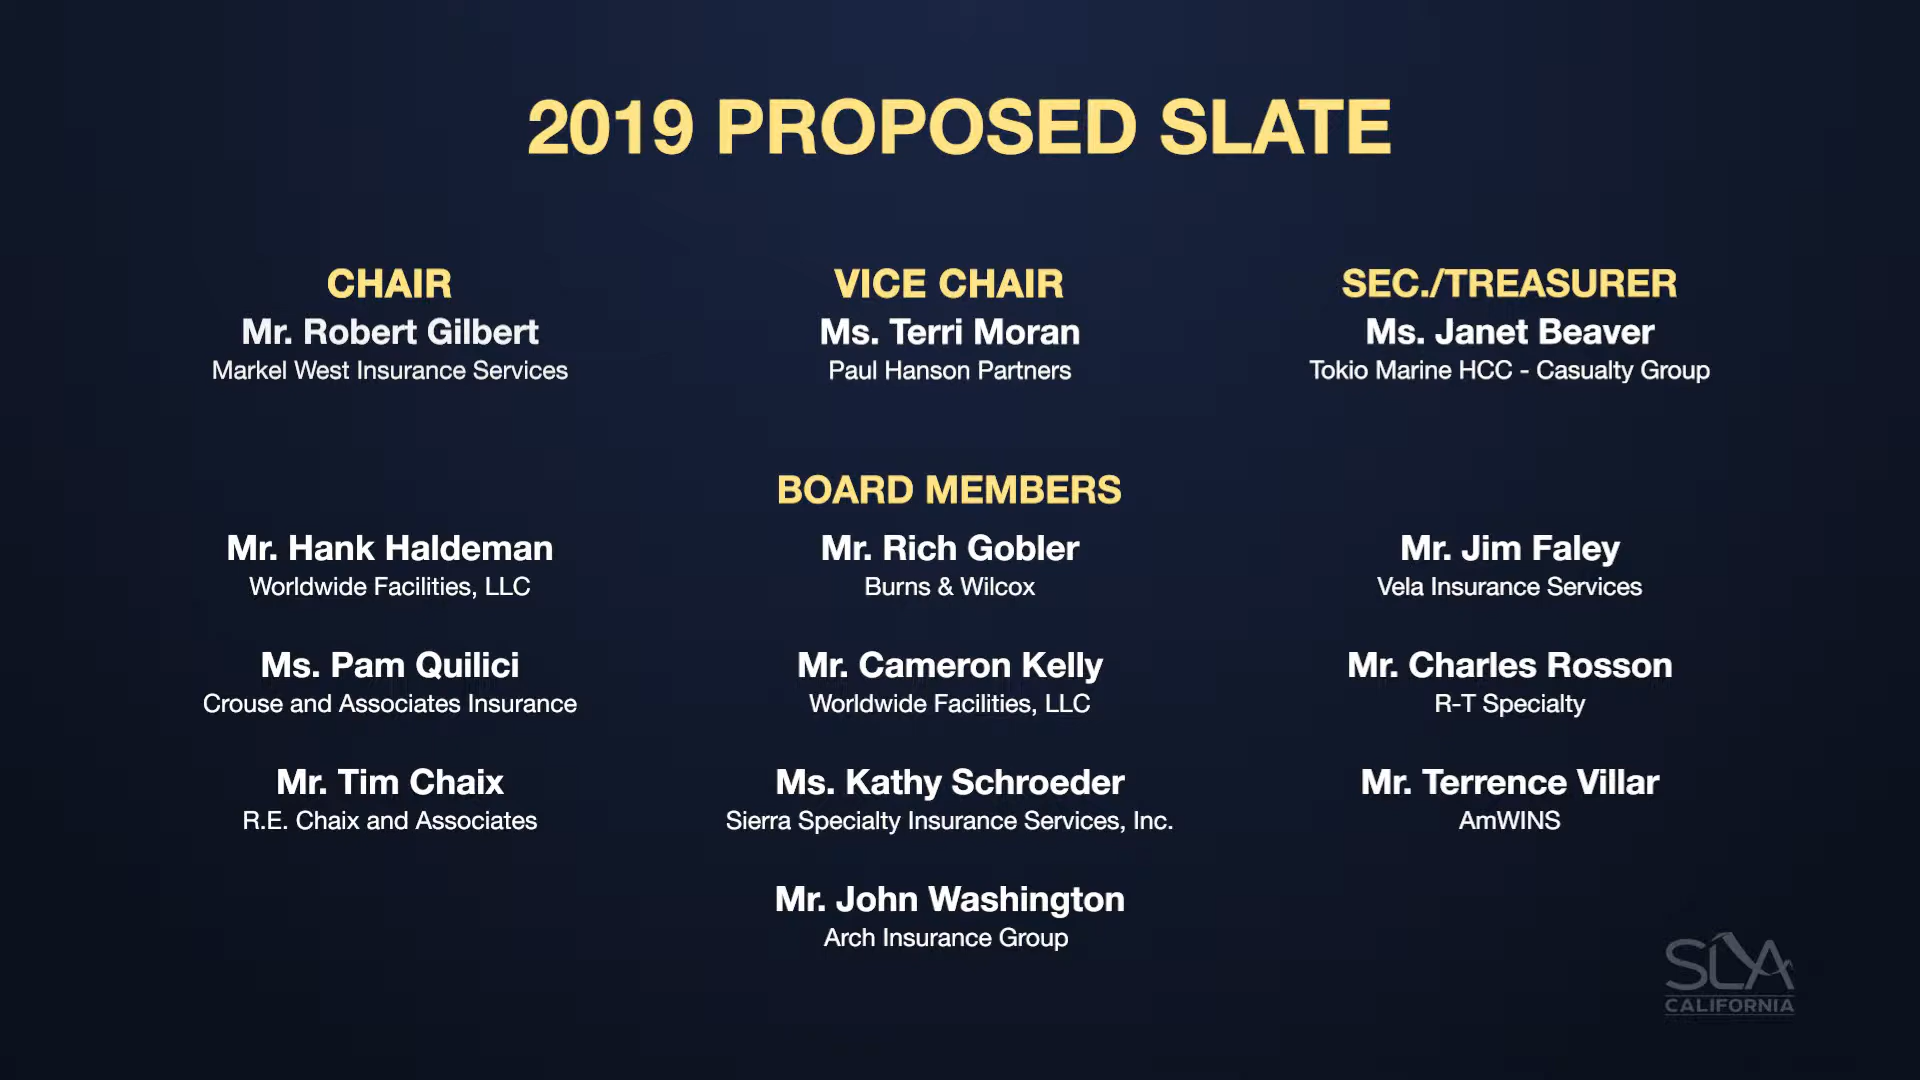 2019 PROPOSED SLATE
CHAIR
Mr. Robert Gilbert
Markel West Insurance Services
VICE CHAIR
Ms. Terri Moran
Paul Hanson Partners
SEC./TREASURER
Ms. Janet Beaver
Tokio Marine HCC - Casualty Group
BOARD MEMBERS
Mr. Hank Haldeman
Worldwide Facilities, LLC
Mr. Rich Gobler
Burns & Wilcox
Mr. Jim Faley
Vela Insurance Services
Ms. Pam Quilici
Crouse and Associates Insurance
Mr. Cameron Kelly
Worldwide Facilities, LLC
Mr. Charles Rosson
R-T Specialty
Mr. Tim Chaix
R.E. Chaix and Associates
Ms. Kathy Schroeder
Sierra Specialty Insurance Services, Inc.
Mr. Terrence Villar
AmWINS
Mr. John Washington
Arch Insurance Group
SLA
CALIFORNIA